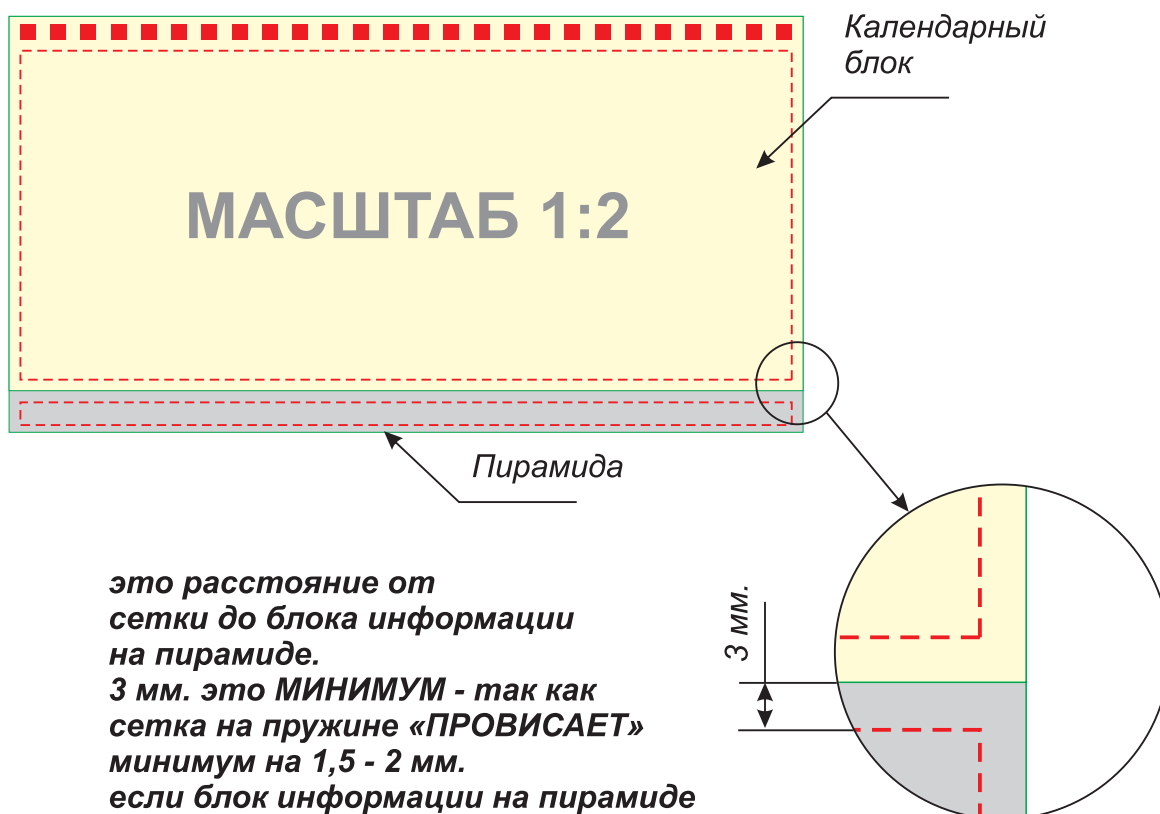 Календарный
блок
МАСШТАБ 1:2
Пирамида
это расстояние от
сетки до блока информации
на пирамиде.
3 мм. это МИНИМУМ - так как
сетка на пружине «ПРОВИСАЕТ»
минимум на 1,5 - 2 мм.
если блок информации на пирамиде
3 мм.